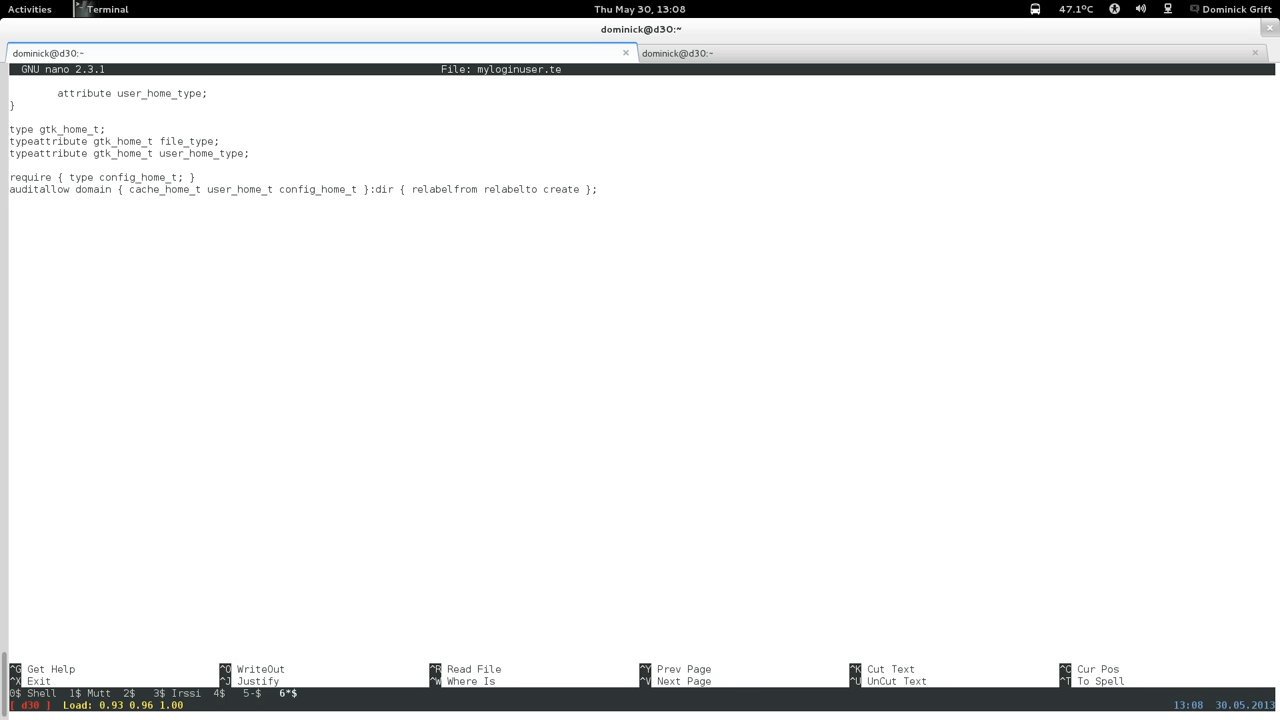 Activities Terminal Thu May 30, 13:08 47.1°C Dominick Grift
dominick@d30:~
dominick@d30:~ dominick@d30:~
GNU nano 2.3.1 File: myloginuser.te
attribute user_home_type;
}
type gtk_home_t;
typeattribute gtk_home_t file_type;
typeattribute gtk_home_t user_home_type;
require { type config_home_t; }
auditallow domain { cache_home_t user_home_t config_home_t }:dir { relabelfrom relabelto create };
^G Get Help ^O WriteOut ^R Read File ^Y Prev Page ^K Cut Text ^C Cur Pos
^X Exit ^J Justify ^W Where Is ^V Next Page ^U UnCut Text ^T To Spell
0$ Shell 1$ Mutt 2$ 3$ Irssi 4$ 5-$ 6*$
[ d30 ] Load: 0.93 0.96 1.00 13:08 30.05.2013